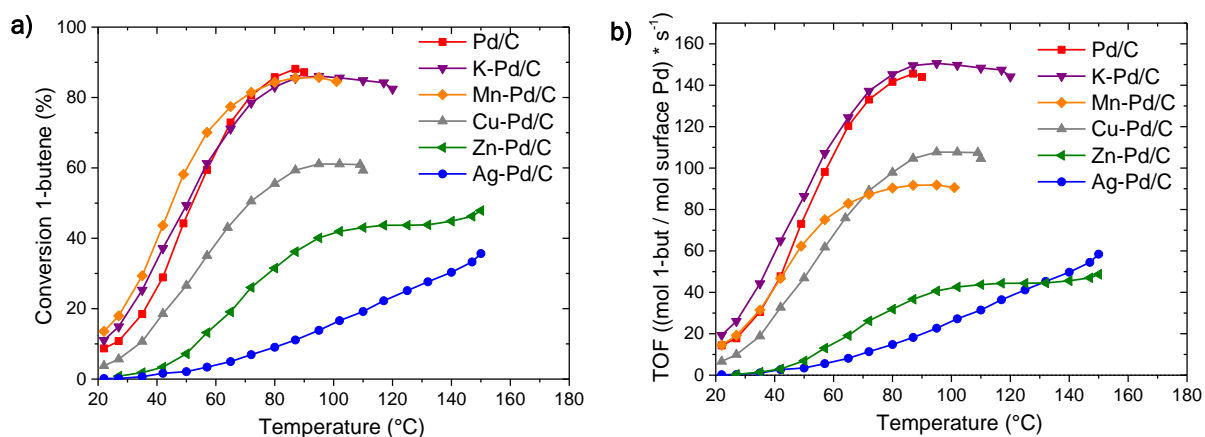 a)
Conversion 1-butene (%)
100
80
60
40
20
0
20 40 60 80 100 120 140 160 180
Temperature (°C)
Pd/C
K-Pd/C
Mn-Pd/C
Cu-Pd/C
Zn-Pd/C
Ag-Pd/C
b)
TOF ((mol 1-but / mol surface Pd) * s⁻¹)
160
140
120
100
80
60
40
20
0
20 40 60 80 100 120 140 160 180
Temperature (°C)
Pd/C
K-Pd/C
Mn-Pd/C
Cu-Pd/C
Zn-Pd/C
Ag-Pd/C